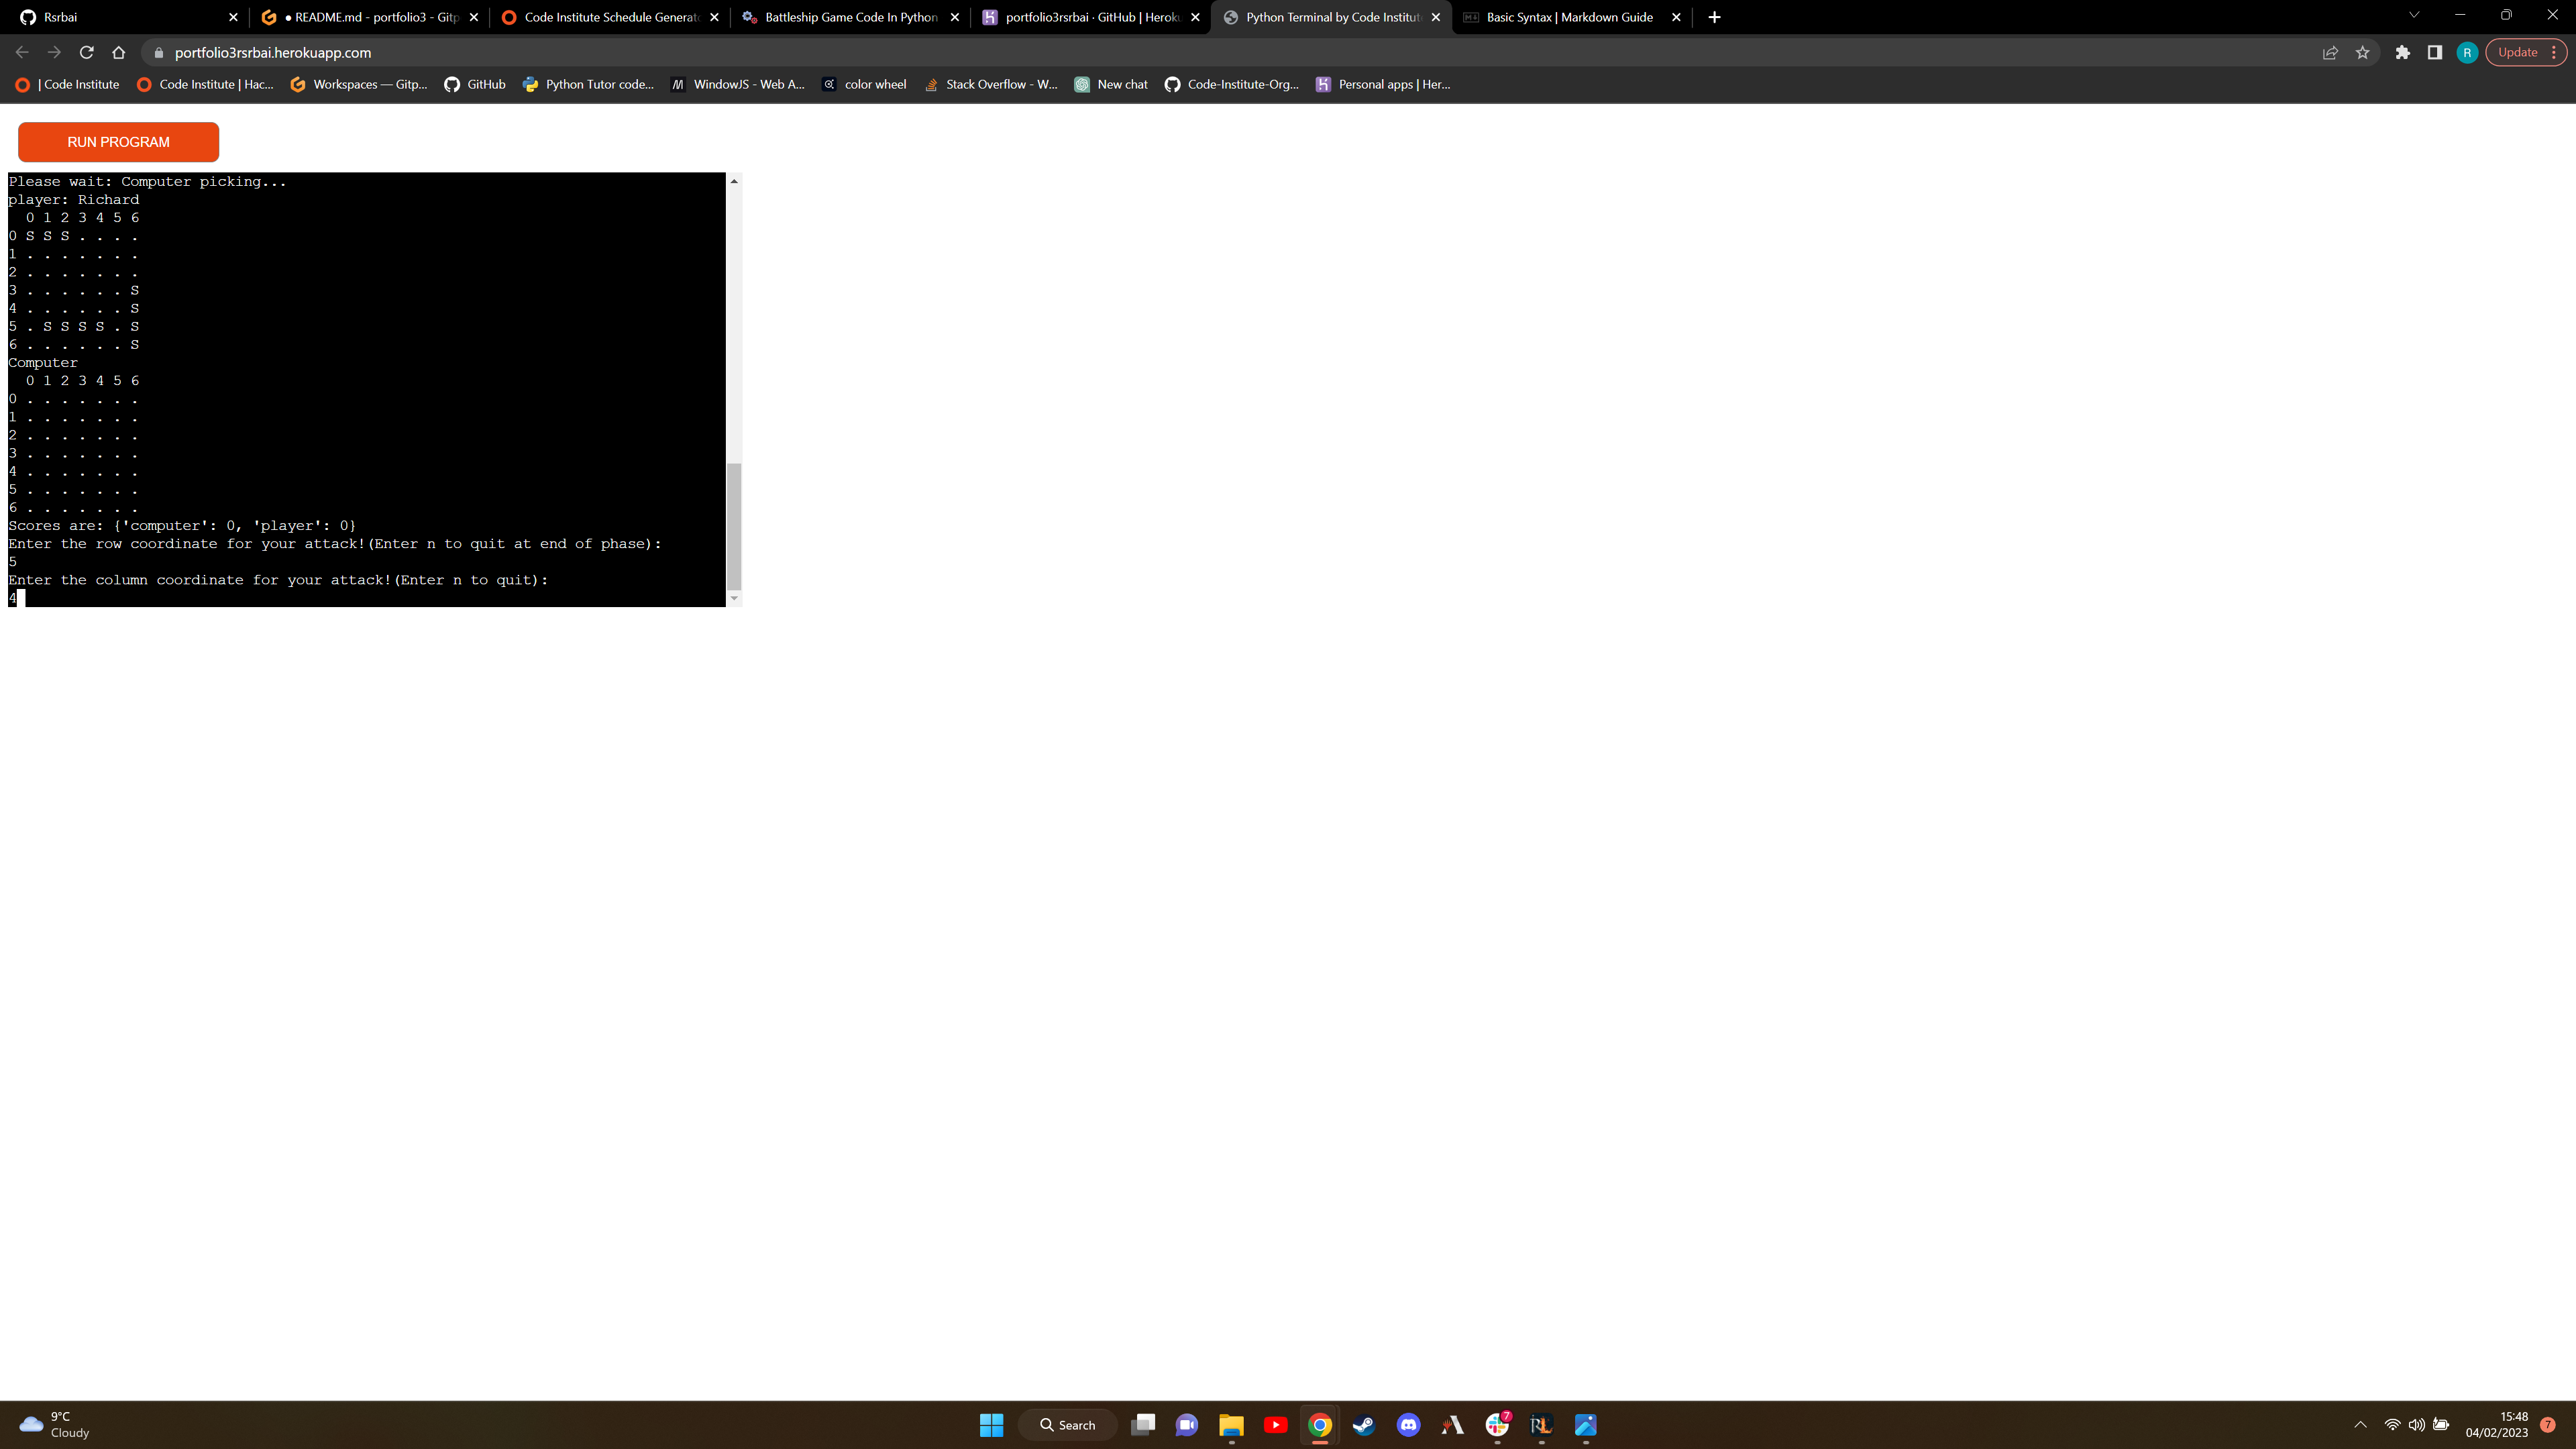 Rsrbai
● README.md - portfolio3 - Gitp
Code Institute Schedule Generato
Battleship Game Code In Python
portfolio3rsrbai · GitHub | Heroku
Python Terminal by Code Institute
Basic Syntax | Markdown Guide
portfolio3rsrbai.herokuapp.com
R
Update
| Code Institute
Code Institute | Hac...
Workspaces — Gitp...
GitHub
Python Tutor code...
WindowJS - Web A...
color wheel
Stack Overflow - W...
New chat
Code-Institute-Org...
Personal apps | Her...
RUN PROGRAM
Please wait: Computer picking...
player: Richard
  0 1 2 3 4 5 6
0 S S S . . . .
1 . . . . . . .
2 . . . . . . .
3 . . . . . . S
4 . . . . . . S
5 . S S S S . S
6 . . . . . . S
Computer
  0 1 2 3 4 5 6
0 . . . . . . .
1 . . . . . . .
2 . . . . . . .
3 . . . . . . .
4 . . . . . . .
5 . . . . . . .
6 . . . . . . .
Scores are: {'computer': 0, 'player': 0}
Enter the row coordinate for your attack!(Enter n to quit at end of phase):
5
Enter the column coordinate for your attack!(Enter n to quit):
4
9°C
Cloudy
Search
7
15:48
04/02/2023
7